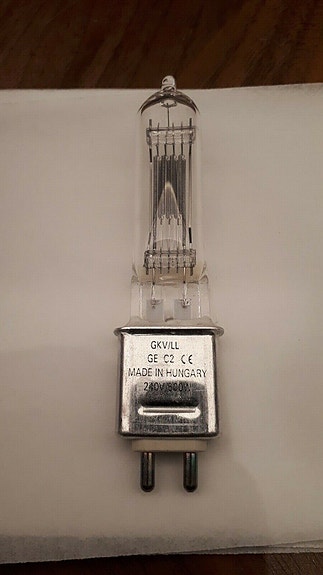 GKV/LL
GE C2 CE
MADE IN HUNGARY
240V/600W